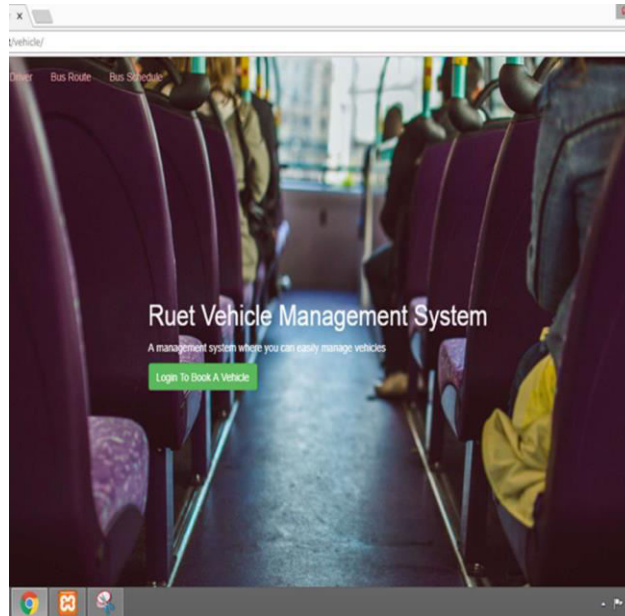 t/vehicle/
Driver Bus Route Bus Schedule
Ruet Vehicle Management System
A management system where you can easily manage vehicles
Login To Book A Vehicle